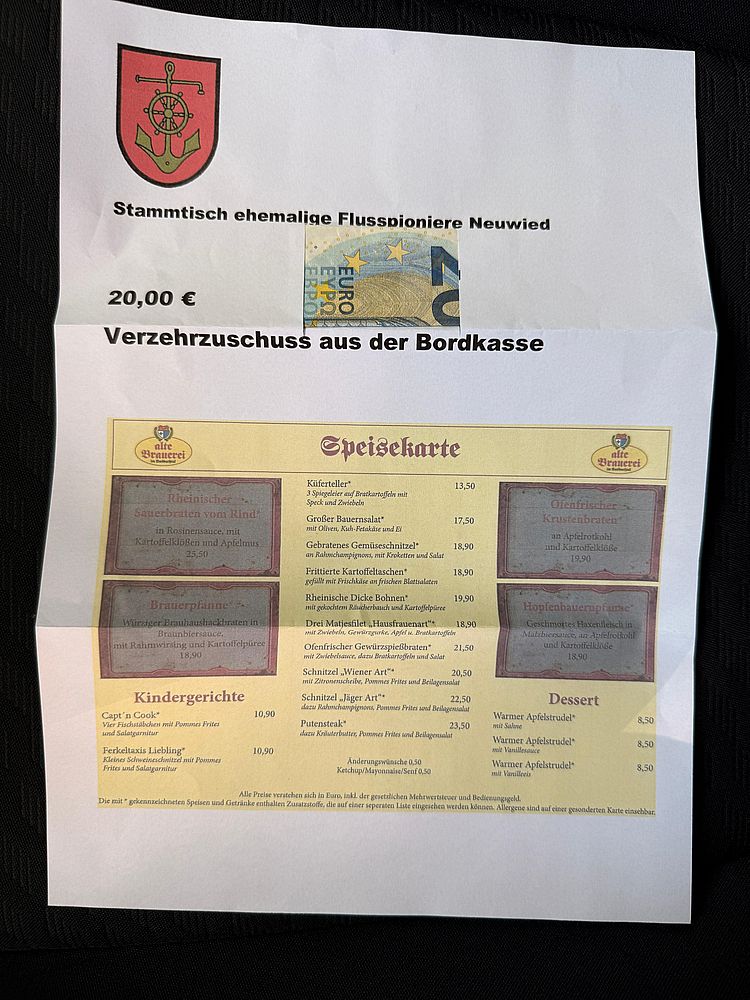 Stammtisch ehemalige Flusspioniere Neuwied
EURO
ΕΥΡΩ
20
20,00 €
Verzehrzuschuss aus der Bordkasse
alte
Brauerei
Speisekarte
alte
Brauerei
Rheinischer
Sauerbraten vom Rind*
in Rosinensauce, mit
Kartoffelklößen und Apfelmus
25,50
Brauerpfanne*
Würziger Brauhaushackbraten in
Braunbiersauce,
mit Rahmwirsing und Kartoffelpüree
18,90
Kindergerichte
Capt´n Cook* 10,90
Vier Fischstäbchen mit Pommes Frites
und Salatgarnitur
Ferkeltaxis Liebling* 10,90
Kleines Schweineschnitzel mit Pommes
Frites und Salatgarnitur
Küferteller* 13,50
3 Spiegeleier auf Bratkartoffeln mit
Speck und Zwiebeln
Großer Bauernsalat* 17,50
mit Oliven, Kuh-Fetakäse und Ei
Gebratenes Gemüseschnitzel* 18,90
an Rahmchampignons, mit Kroketten und Salat
Frittierte Kartoffeltaschen* 18,90
gefüllt mit Frischkäse an frischen Blattsalaten
Rheinische Dicke Bohnen* 19,90
mit gekochtem Räucherbauch und Kartoffelpüree
Drei Matjesfilet „Hausfrauenart"* 18,90
mit Zwiebeln, Gewürzgurke, Apfel u. Bratkartoffeln
Ofenfrischer Gewürzspießbraten* 21,50
mit Zwiebelsauce, dazu Bratkartoffeln und Salat
Schnitzel „Wiener Art"* 20,50
mit Zitronenscheibe, Pommes Frites und Beilagensalat
Schnitzel „Jäger Art"* 22,50
dazu Rahmchampignons, Pommes Frites und Beilagensalat
Putensteak* 23,50
dazu Kräuterbutter, Pommes Frites und Beilagensalat
Änderungswünsche 0,50
Ketchup/Mayonnaise/Senf 0,50
Ofenfrischer
Krustenbraten
an Apfelrotkohl
und Kartoffelklöße
19,90
Hopfenbauernpfanne*
Geschmortes Haxenfleisch in
Malzbiersauce, an Apfelrotkohl
und Kartoffelklöße
18,90
Dessert
Warmer Apfelstrudel* 8,50
mit Sahne
Warmer Apfelstrudel* 8,50
mit Vanillesauce
Warmer Apfelstrudel* 8,50
mit Vanilleeis
Alle Preise verstehen sich in Euro, inkl. der gesetzlichen Mehrwertsteuer und Bedienungsgeld.
Die mit * gekennzeichneten Speisen und Getränke enthalten Zusatzstoffe, die auf einer seperaten Liste eingesehen werden können. Allergene sind auf einer gesonderten Karte einsehbar.